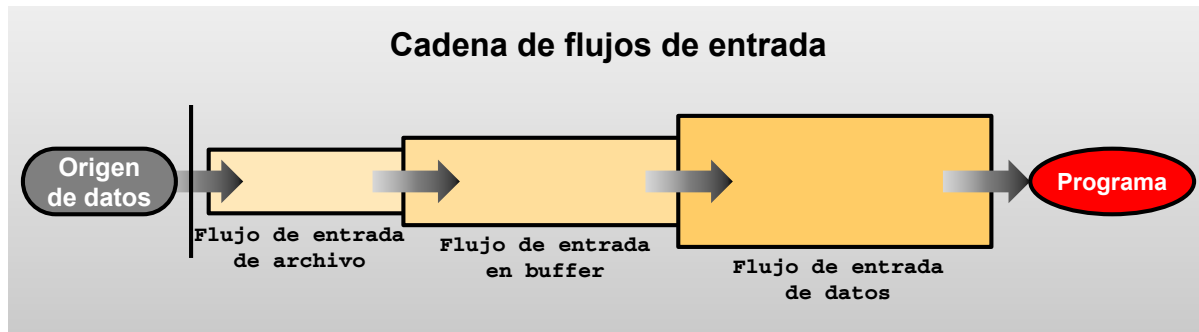 Cadena de flujos de entrada
Origen
de datos
Programa
Flujo de entrada
de archivo
Flujo de entrada
en buffer
Flujo de entrada
de datos